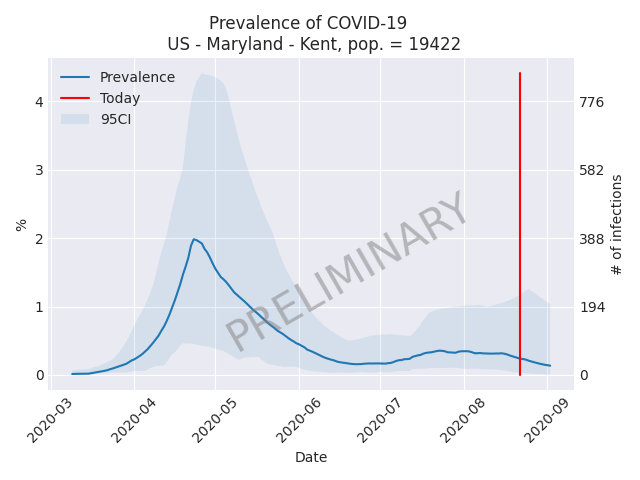 Prevalence of COVID-19
US - Maryland - Kent, pop. = 19422
Prevalence
Today
95CI
%
4
3
2
1
0
776
582
388
194
0
# of infections
PRELIMINARY
2020-03
2020-04
2020-05
2020-06
2020-07
2020-08
2020-09
Date